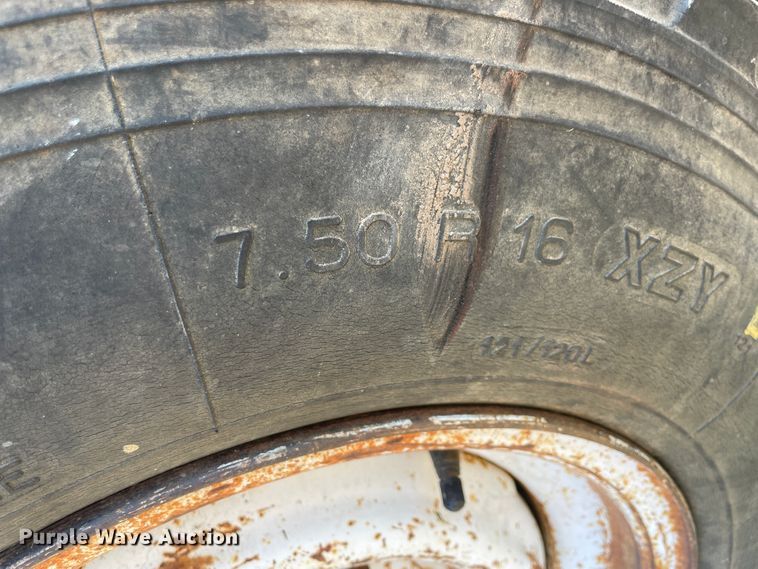 7.50 R 16 XZY
121/120L
Purple Wave Auction